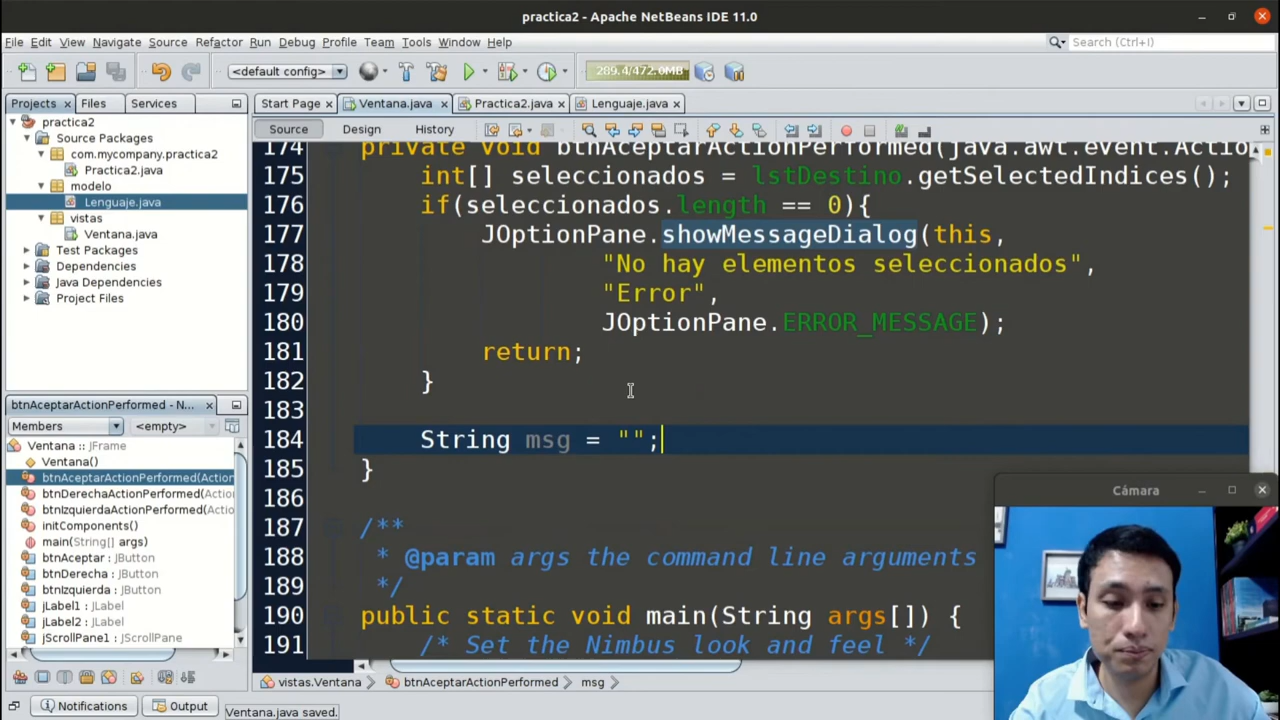 practica2 - Apache NetBeans IDE 11.0
File Edit View Navigate Source Refactor Run Debug Profile Team Tools Window Help
Search (Ctrl+I)
<default config>
289.4/472.0MB
Projects Files Services
Start Page Ventana.java Practica2.java Lenguaje.java
Source Design History
practica2
Source Packages
com.mycompany.practica2
Practica2.java
modelo
Lenguaje.java
vistas
Ventana.java
Test Packages
Dependencies
Java Dependencies
Project Files
174 private void btnAceptarActionPerformed(java.awt.event.Action
175 int[] seleccionados = lstDestino.getSelectedIndices();
176 if(seleccionados.length == 0){
177 JOptionPane.showMessageDialog(this,
178 "No hay elementos seleccionados",
179 "Error",
180 JOptionPane.ERROR_MESSAGE);
181 return;
182 }
183
184 String msg = "";
185 }
186
187 /**
188 * @param args the command line arguments
189 */
190 public static void main(String args[]) {
191 /* Set the Nimbus look and feel */
btnAceptarActionPerformed - N...
Members <empty>
Ventana :: JFrame
Ventana()
btnAceptarActionPerformed(Action
btnDerechaActionPerformed(Actio
btnIzquierdaActionPerformed(Actio
initComponents()
main(String[] args)
btnAceptar : JButton
btnDerecha : JButton
btnIzquierda : JButton
jLabel1 : JLabel
jLabel2 : JLabel
jScrollPane1 : JScrollPane
Cámara
vistas.Ventana btnAceptarActionPerformed msg
Notifications Output Ventana.java saved.